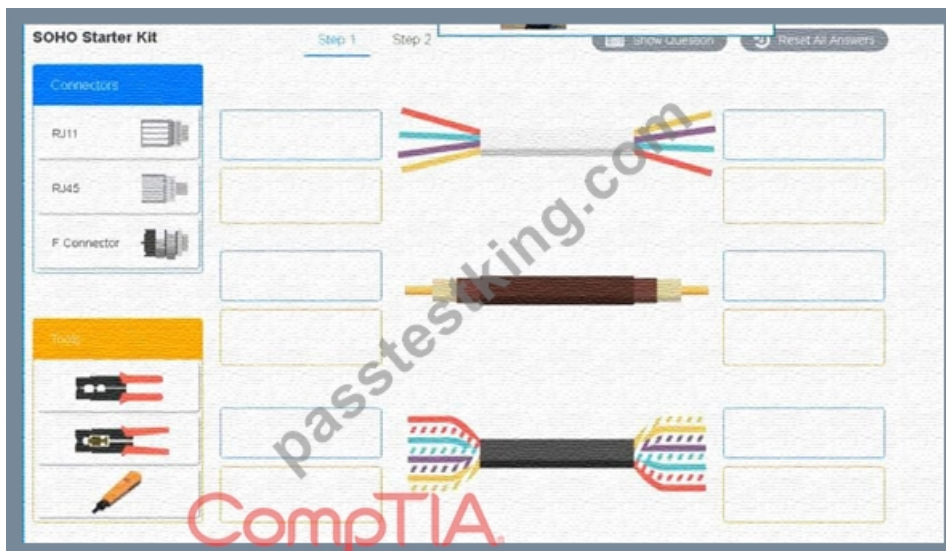 SOHO Starter Kit
Step 1
Step 2
Show Question
Reset All Answers
Connectors
RJ11
RJ45
F Connector
Tools
passtestking.com
CompTIA.